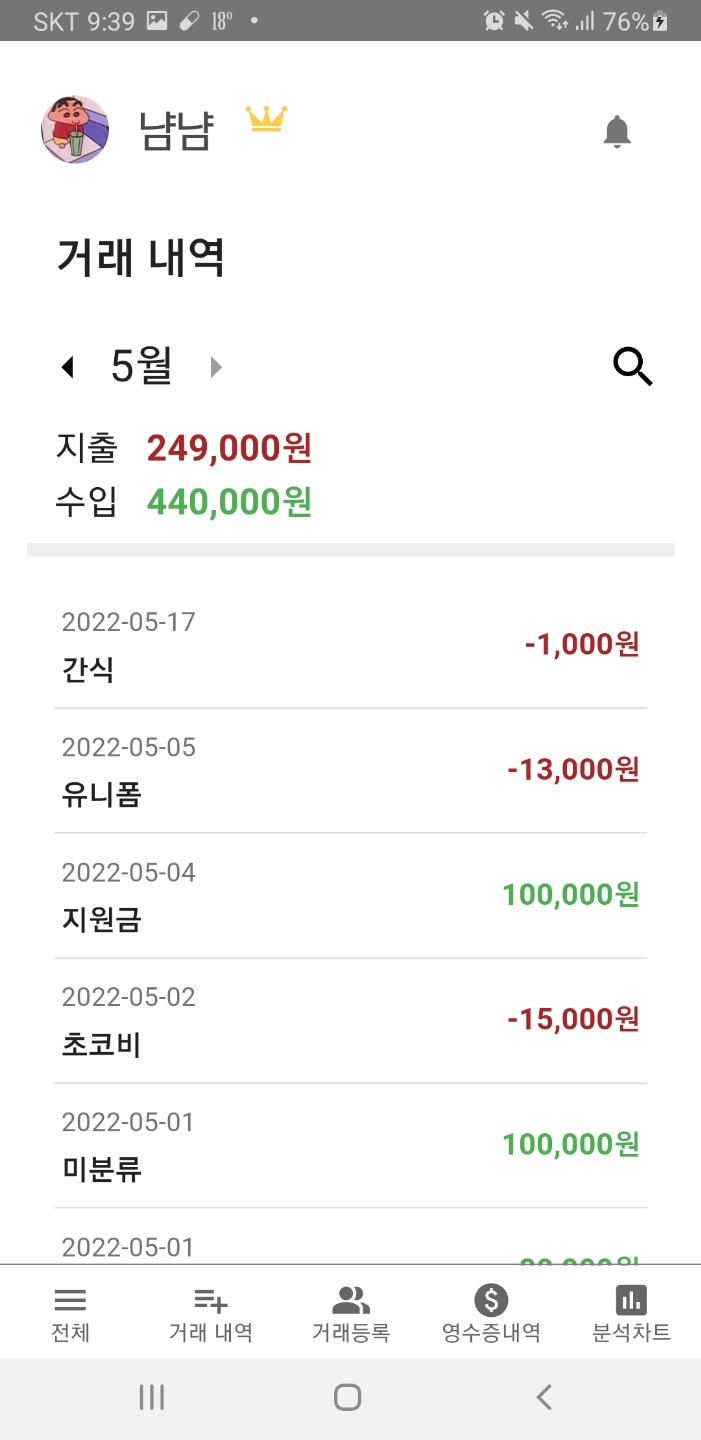 SKT 9:39 18° 76%
냠냠
거래 내역
5월
지출 249,000원
수입 440,000원
2022-05-17
-1,000원
간식
2022-05-05
-13,000원
유니폼
2022-05-04
100,000원
지원금
2022-05-02
-15,000원
초코비
2022-05-01
100,000원
미분류
2022-05-01
전체 거래 내역 거래등록 영수증내역 분석차트